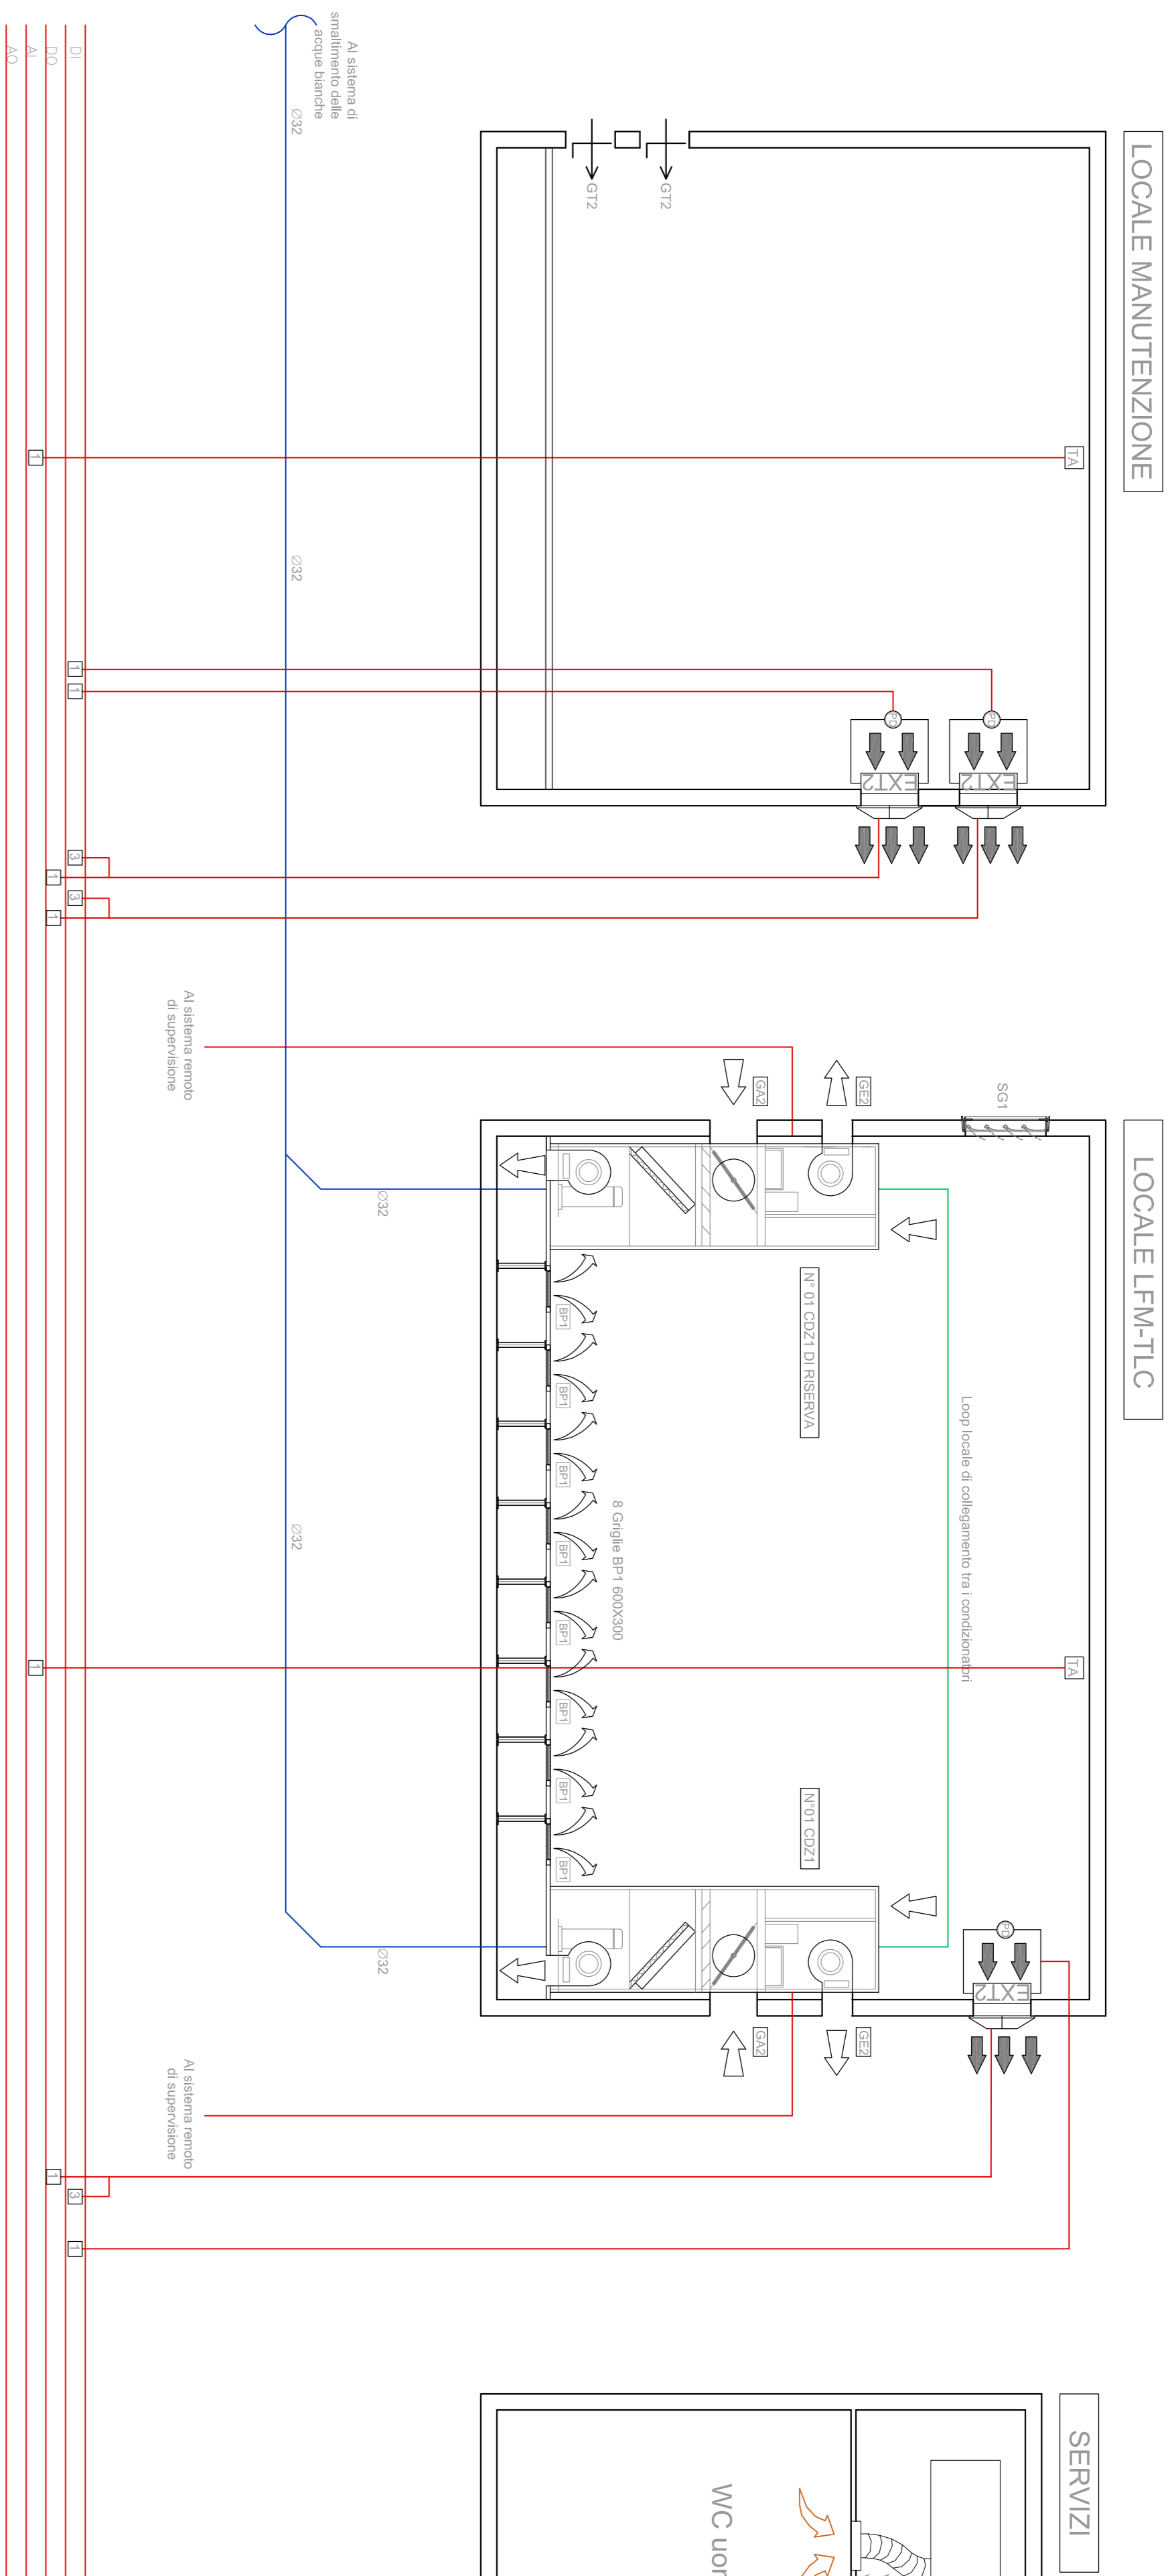 LOCALE MANUTENZIONE
LOCALE LFM-TLC
SERVIZI
TA
GT2
GT2
PD
PD
EXT2
EXT2
SG1
GE2
GA2
Loop locale di collegamento tra i condizionatori
N° 01 CDZ1 DI RISERVA
8 Griglie BP1 600X300
BP1
BP1
BP1
BP1
BP1
BP1
BP1
BP1
TA
N°01 CDZ1
PD
EXT2
GE2
GA2
WC
Al sistema di
smaltimento delle
acque bianche
Ø32
Ø32
Ø32
Ø32
Ø32
Al sistema remoto
di supervisione
Al sistema remoto
di supervisione
DI
DO
AI
AO
1
1
1
3
1
3
1
1
1
3
1